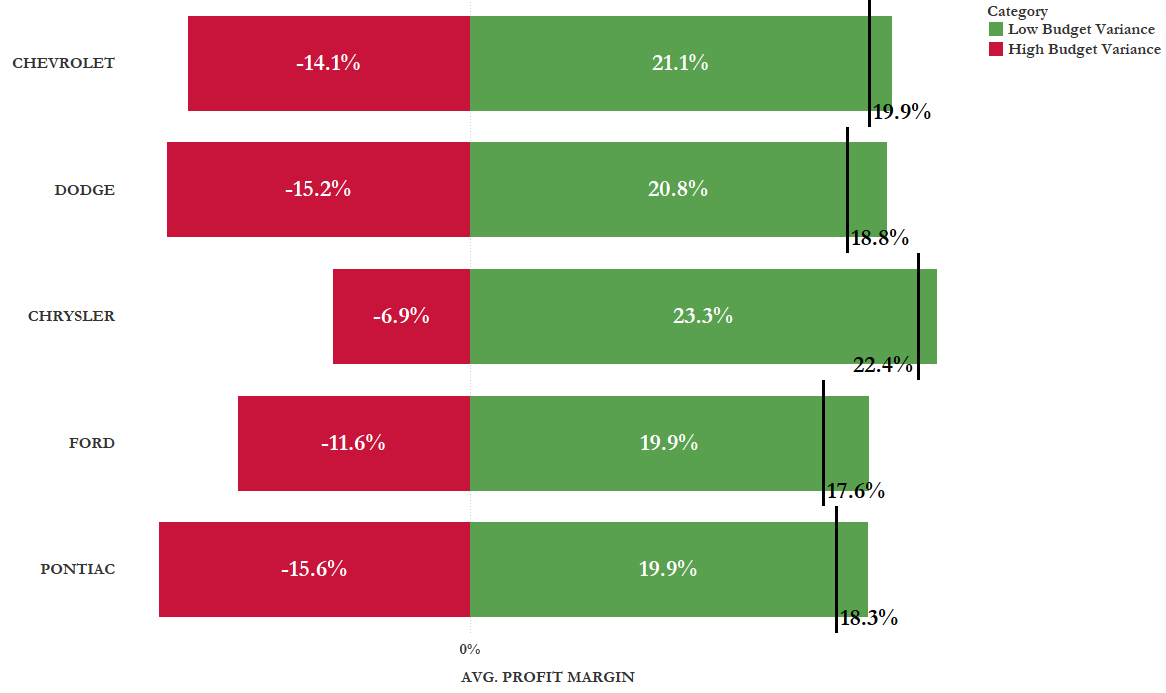 Category
Low Budget Variance
High Budget Variance
CHEVROLET -14.1% 21.1% 19.9%
DODGE -15.2% 20.8% 18.8%
CHRYSLER -6.9% 23.3% 22.4%
FORD -11.6% 19.9% 17.6%
PONTIAC -15.6% 19.9% 18.3%
0%
AVG. PROFIT MARGIN